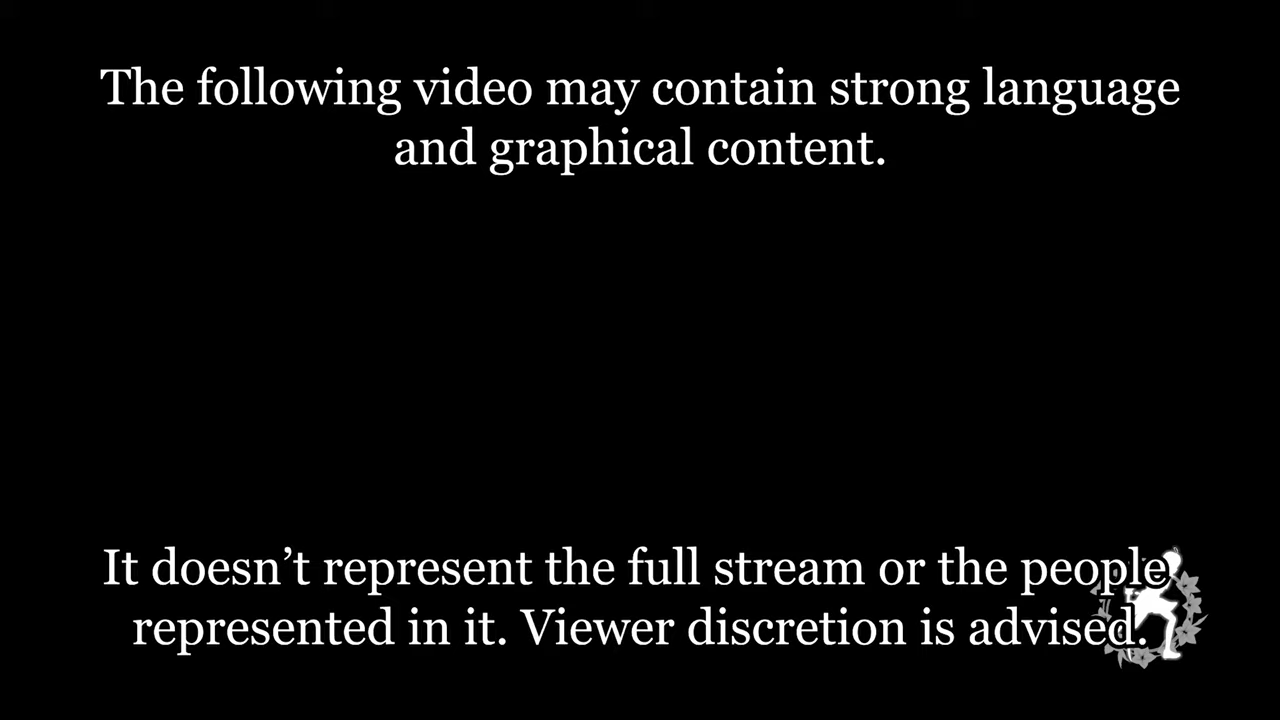 The following video may contain strong language
and graphical content.
It doesn’t represent the full stream or the people
represented in it. Viewer discretion is advised.